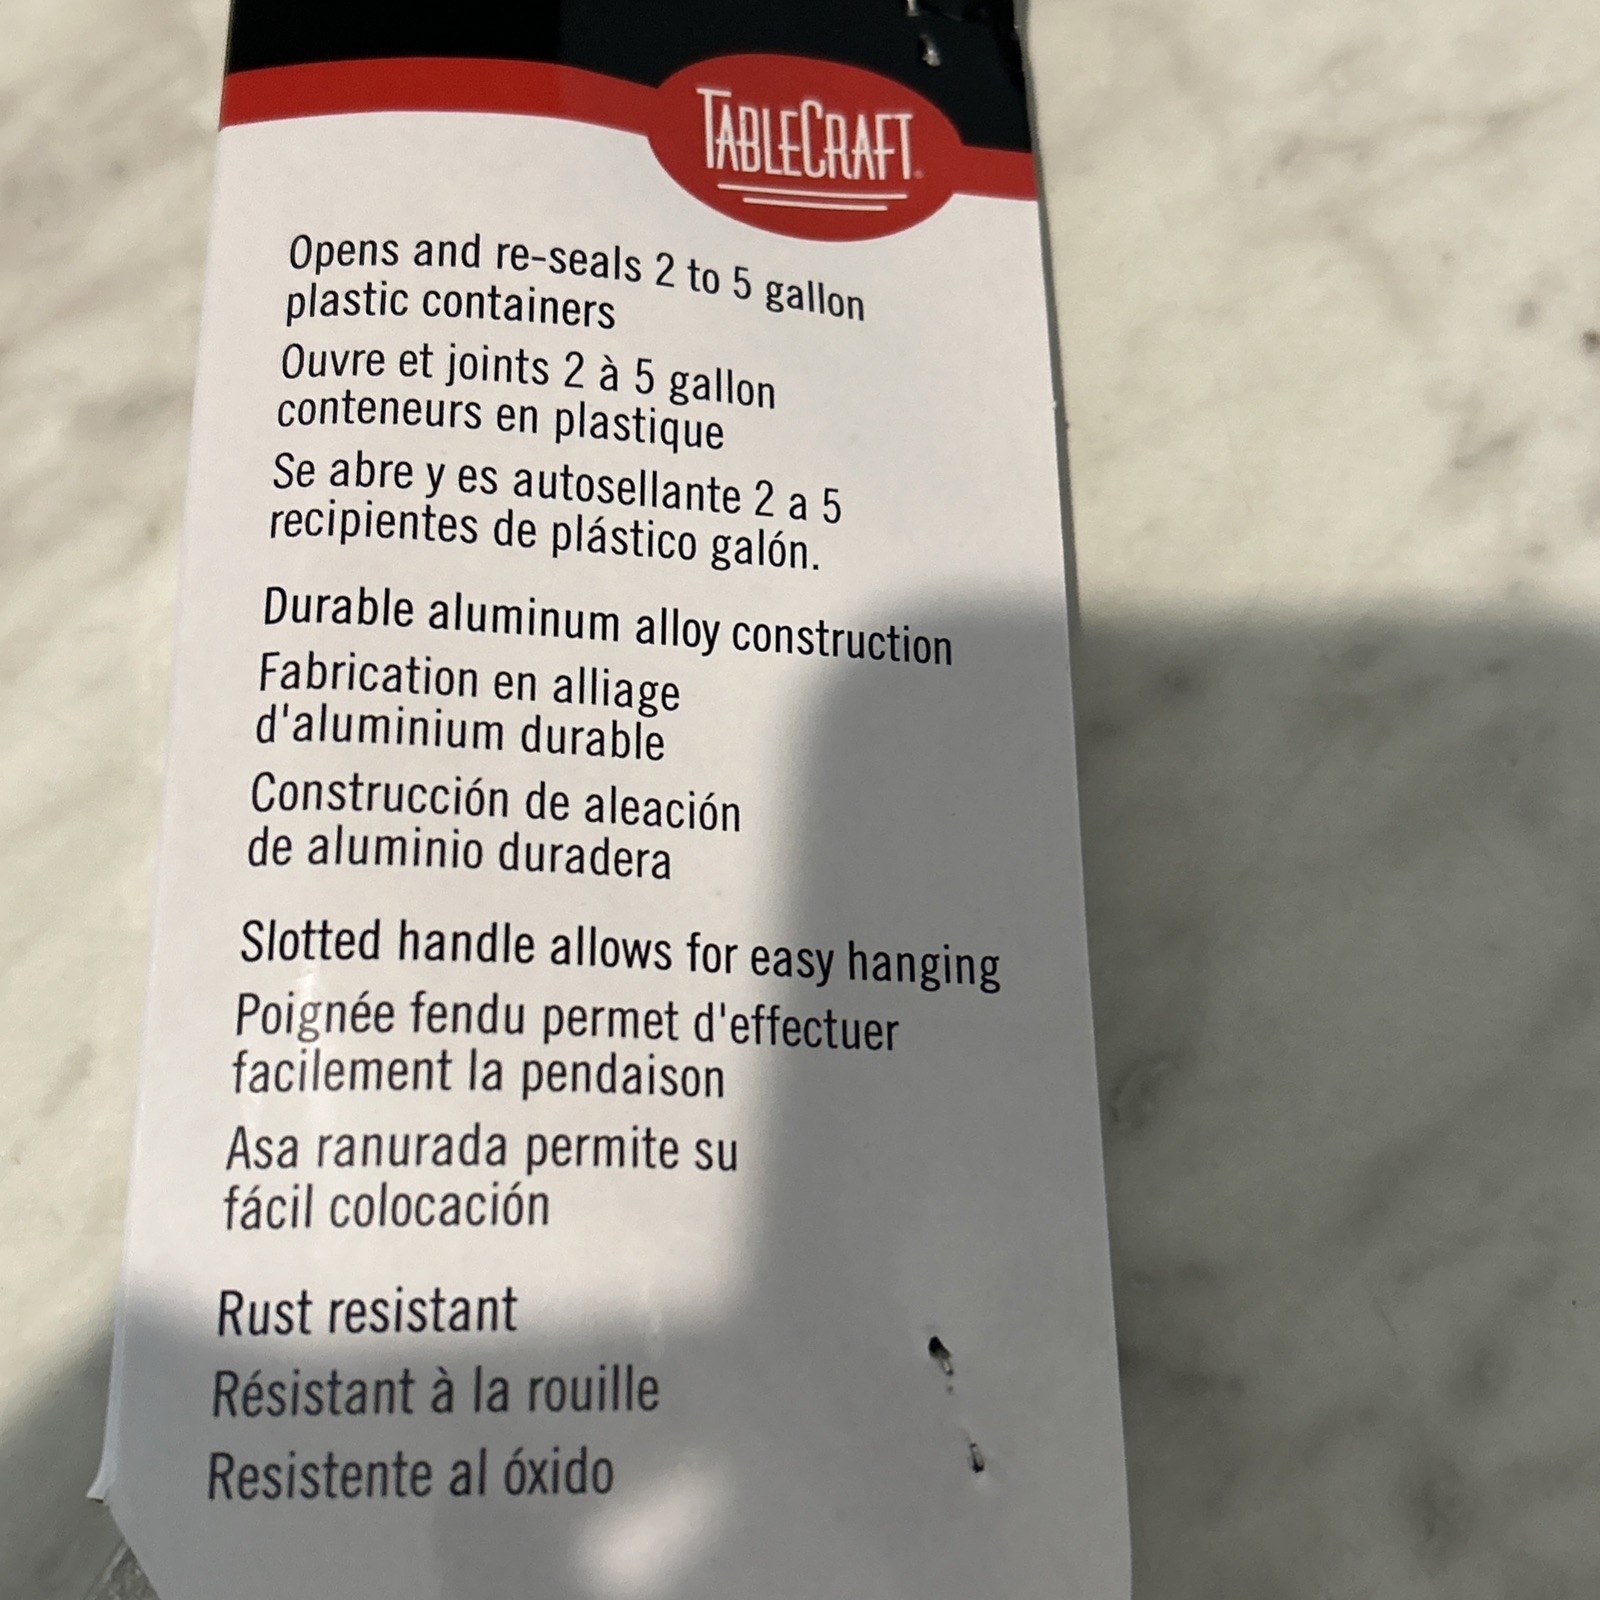 TABLECRAFT
Opens and re-seals 2 to 5 gallon
plastic containers
Ouvre et joints 2 à 5 gallon
conteneurs en plastique
Se abre y es autosellante 2 a 5
recipientes de plástico galón.
Durable aluminum alloy construction
Fabrication en alliage
d'aluminium durable
Construcción de aleación
de aluminio duradera
Slotted handle allows for easy hanging
Poignée fendu permet d'effectuer
facilement la pendaison
Asa ranurada permite su
fácil colocación
Rust resistant
Résistant à la rouille
Resistente al óxido